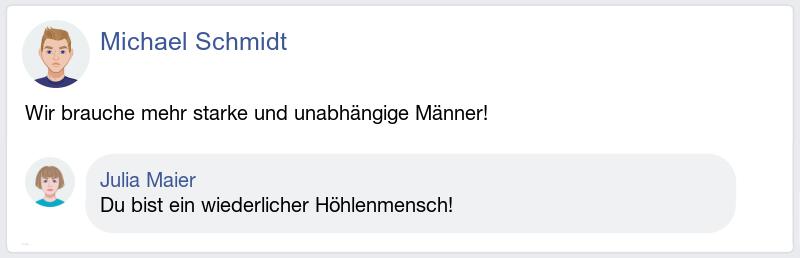 Michael Schmidt
Wir brauche mehr starke und unabhängige Männer!
Julia Maier
Du bist ein wiederlicher Höhlenmensch!